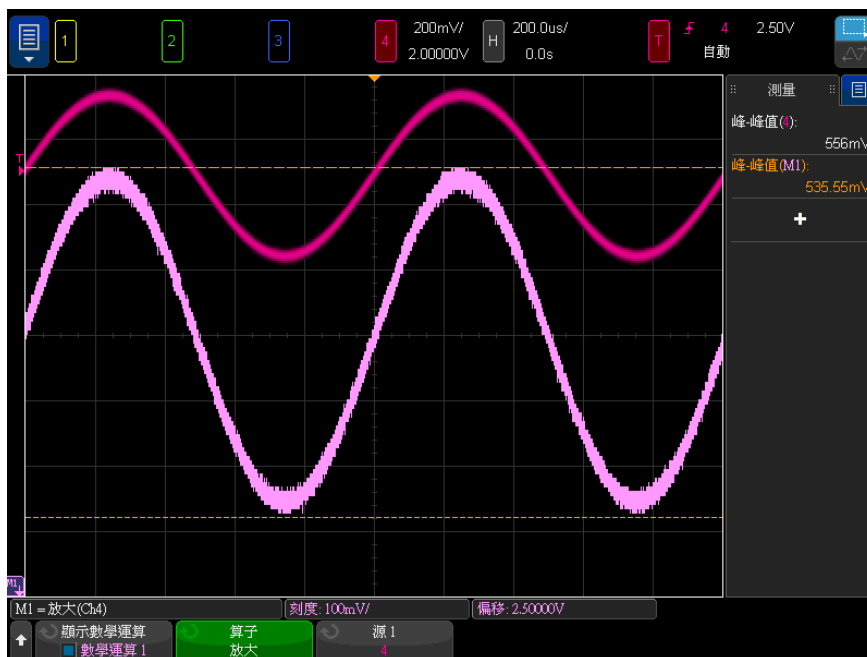 1 2 3 4 200mV/ 2.00000V H 200.0us/ 0.0s T 4 2.50V 自動
測量
峰-峰值(4):
556mV
峰-峰值(M1):
535.55mV
+
T
M1
M1 = 放大(Ch4) 刻度: 100mV/ 偏移: 2.50000V
顯示數學運算 算子 源 1
數學運算 1 放大 4